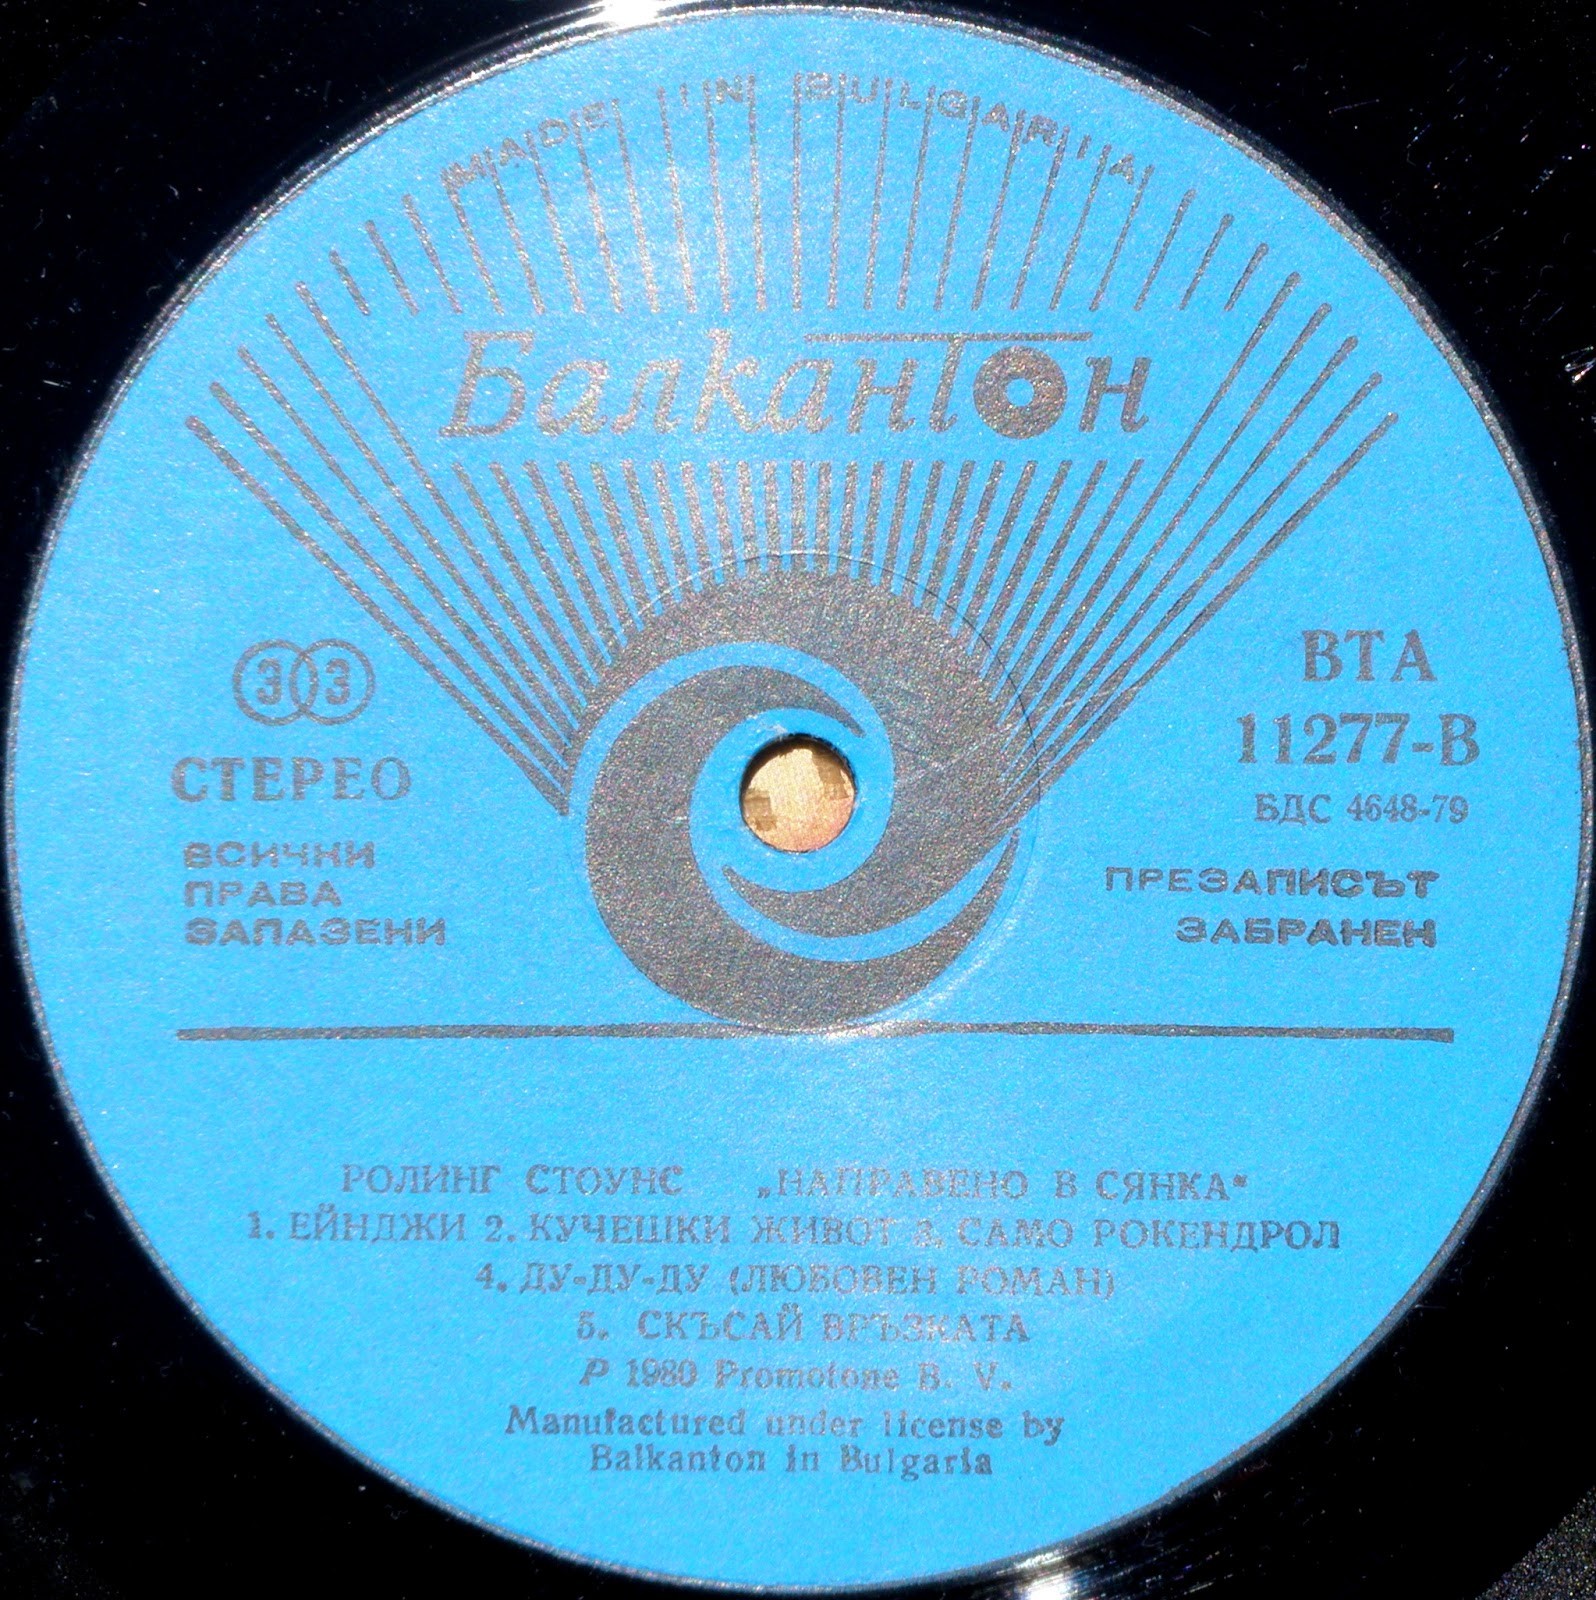 MADE IN BULGARIA
Балкантон
33
СТЕРЕО
ВСИЧНИ
ПРАВА
ЗАПАЗЕНИ
ВТА
11277-В
БДС 4648-79
ПРЕЗАПИСЪТ
ЗАБРАНЕН
РОЛИНГ СТОУНС „НАПРАВЕНО В СЯНКА“
1. ЕЙНДЖИ 2. КУЧЕШКИ ЖИВОТ 3. САМО РОКЕНДРОЛ
4. ДУ-ДУ-ДУ (ЛЮБОВЕН РОМАН)
5. СКЪСАЙ ВРЪЗКАТА
P 1980 Promotone B. V.
Manufactured under license by
Balkanton in Bulgaria